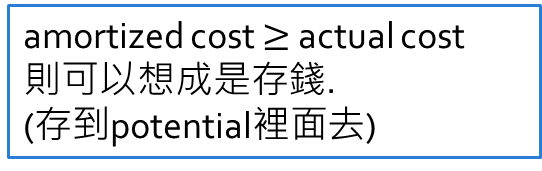 amortized cost ≥ actual cost
則可以想成是存錢.
(存到potential裡面去)